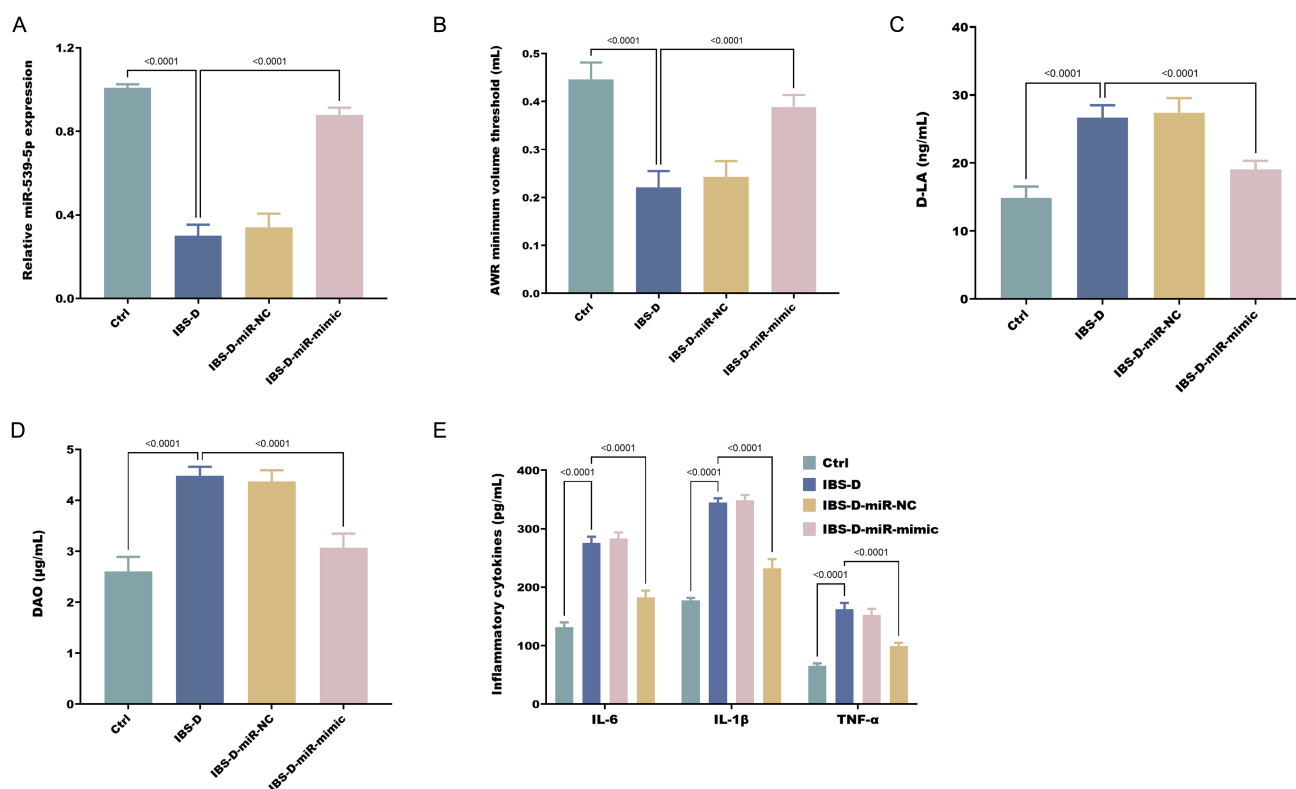 A
Relative miR-539-5p expression
1.2
0.8
0.4
0.0
<0.0001
<0.0001
Ctrl
IBS-D
IBS-D-miR-NC
IBS-D-miR-mimic
B
AWR minimum volume threshold (mL)
0.5
0.4
0.3
0.2
0.1
0.0
<0.0001
<0.0001
Ctrl
IBS-D
IBS-D-miR-NC
IBS-D-miR-mimic
C
D-LA (ng/mL)
40
30
20
10
0
<0.0001
<0.0001
Ctrl
IBS-D
IBS-D-miR-NC
IBS-D-miR-mimic
D
DAO (μg/mL)
5
4
3
2
1
0
<0.0001
<0.0001
Ctrl
IBS-D
IBS-D-miR-NC
IBS-D-miR-mimic
E
Inflammatory cytokines (pg/mL)
400
300
200
100
0
<0.0001
<0.0001
<0.0001
<0.0001
<0.0001
<0.0001
IL-6
IL-1β
TNF-α
Ctrl
IBS-D
IBS-D-miR-NC
IBS-D-miR-mimic